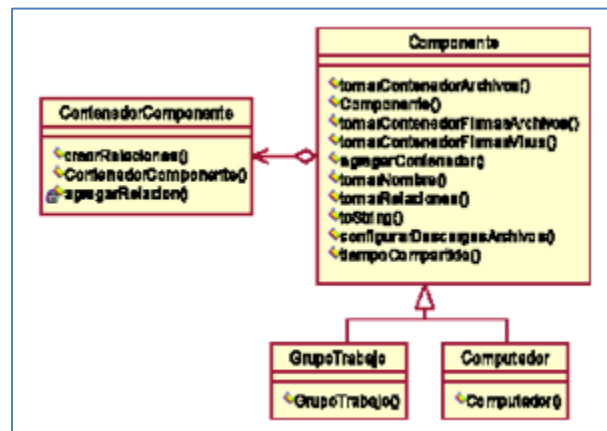 Componente
tomarContenedorArchivos()
Componente()
tomarContenedorFirmasArchivos()
tomarContenedorFirmasVirus()
agregarContenedor()
tomarNombre()
tomarRelaciones()
toString()
configurarDescargasArchivos()
tiempoCompartido()
ContenedorComponente
crearRelaciones()
ContenedorComponente()
agregarRelacion()
GrupoTrabajo
GrupoTrabajo()
Computador
Computador()